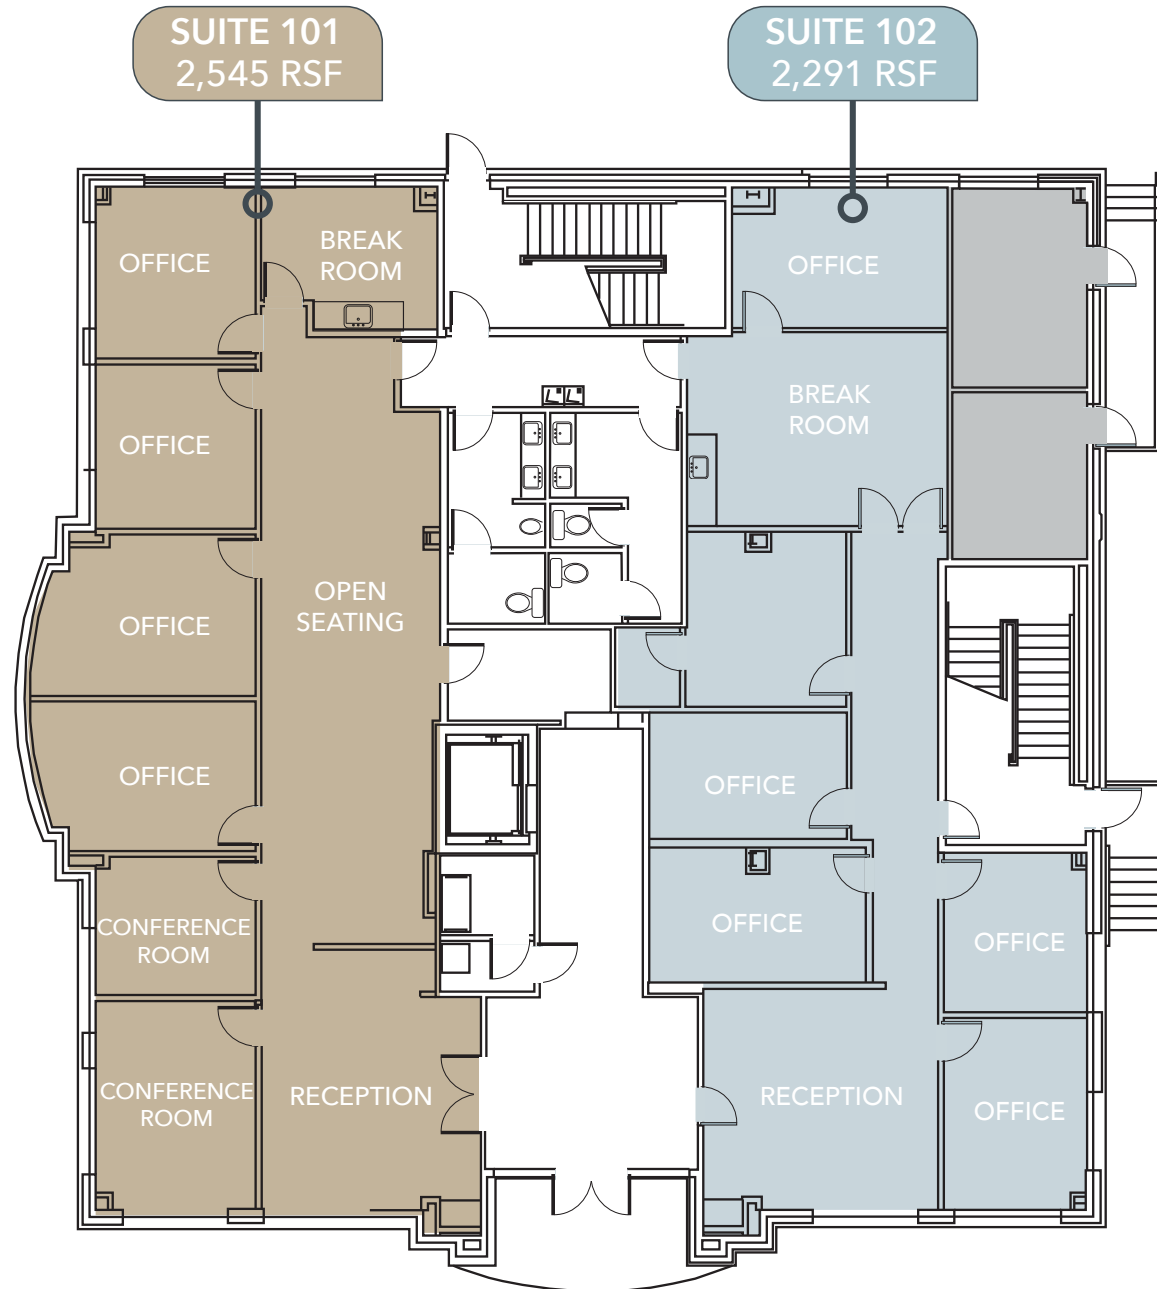 SUITE 101
2,545 RSF
SUITE 102
2,291 RSF
OFFICE
BREAK
ROOM
OFFICE
OFFICE
BREAK
ROOM
OFFICE
OPEN
SEATING
OFFICE
OFFICE
OFFICE
CONFERENCE
ROOM
OFFICE
OFFICE
CONFERENCE
ROOM
RECEPTION
RECEPTION
OFFICE